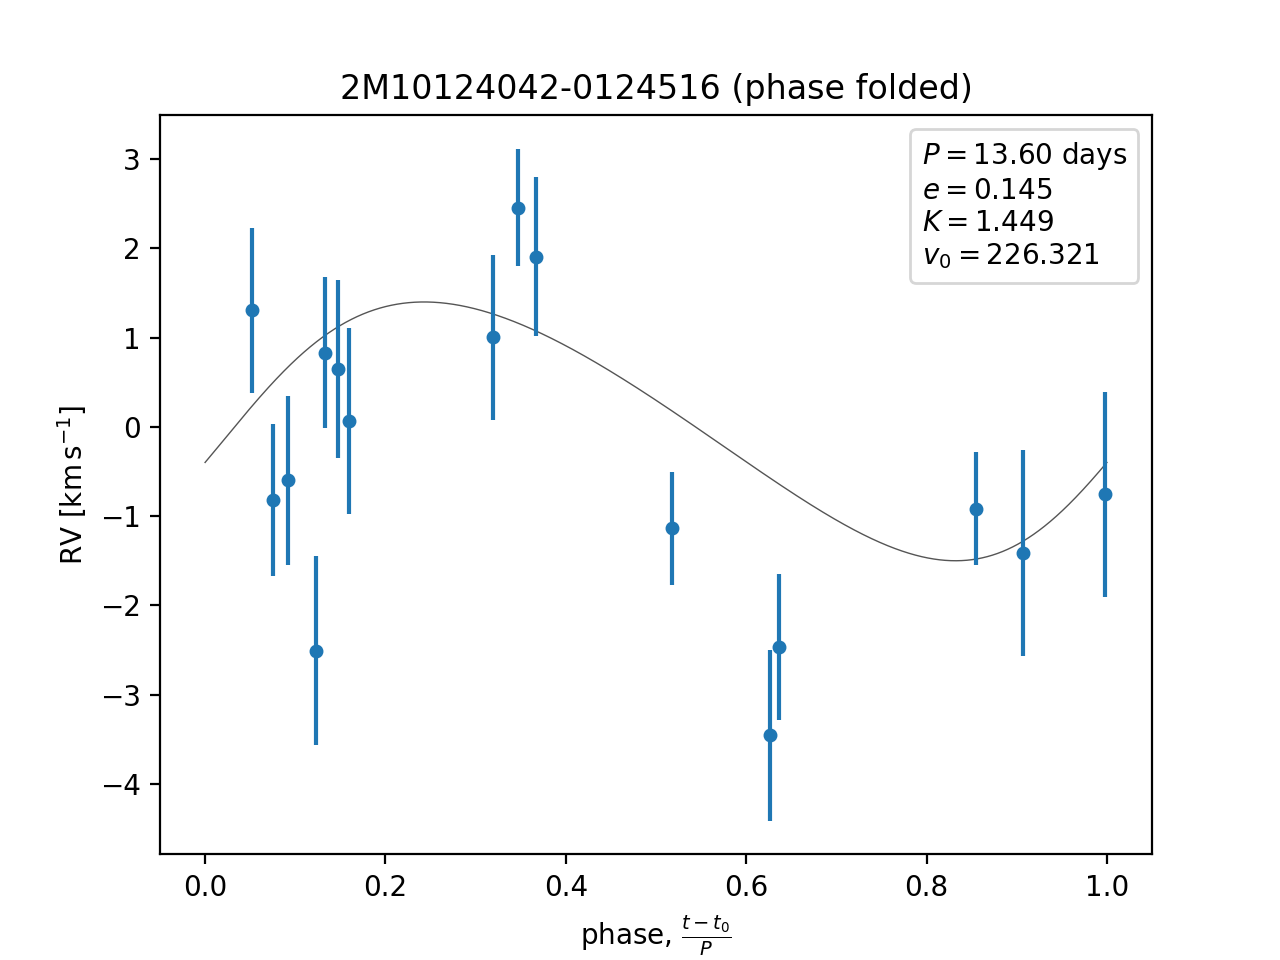 2M10124042-0124516 (phase folded)
P = 13.60 days
e = 0.145
K = 1.449
v₀ = 226.321
RV [km s⁻¹]
3
2
1
0
−1
−2
−3
−4
0.0 0.2 0.4 0.6 0.8 1.0
phase, (t − t₀)/P